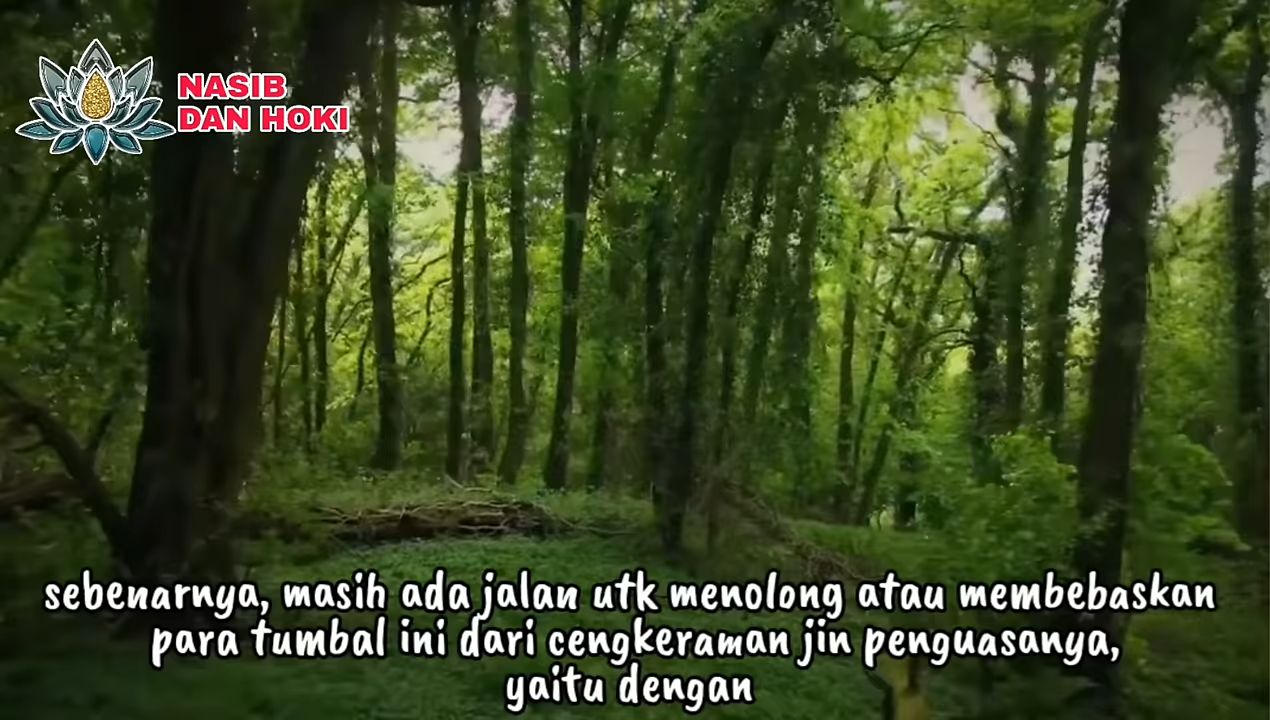 NASIB
DAN HOKI
sebenarnya, masih ada jalan utk menolong atau membebaskan
para tumbal ini dari cengkeraman jin penguasanya,
yaitu dengan